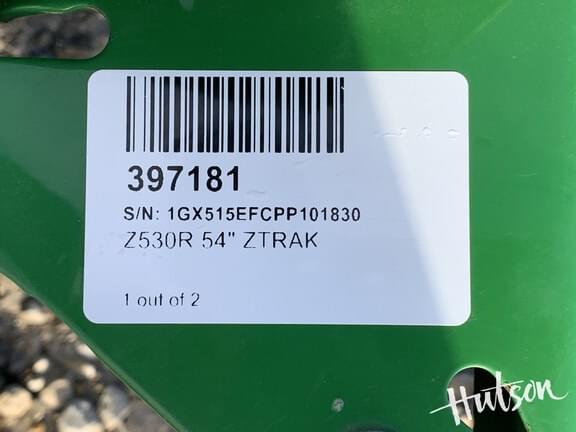 397181
S/N: 1GX515EFCPP101830
Z530R 54" ZTRAK
1 out of 2
Hutson